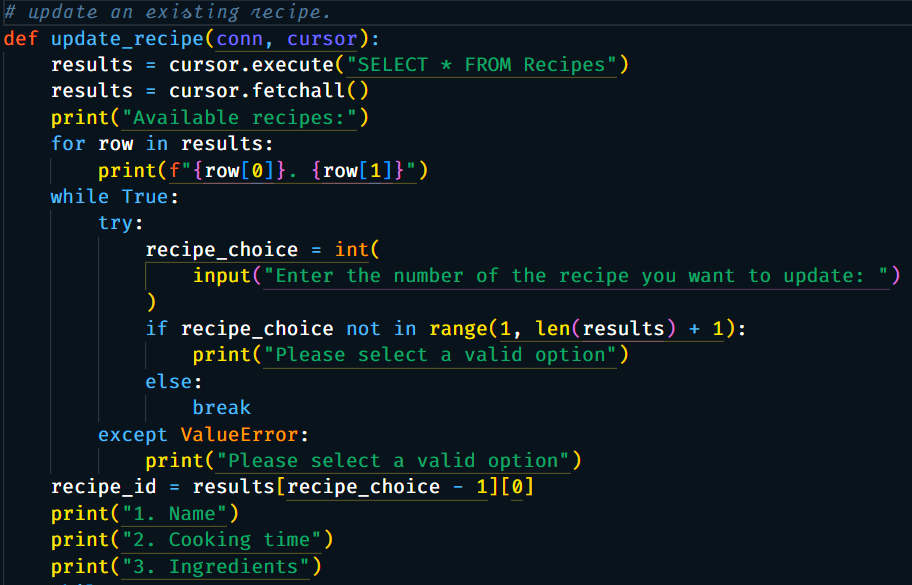 # update an existing recipe.
def update_recipe(conn, cursor):
    results = cursor.execute("SELECT * FROM Recipes")
    results = cursor.fetchall()
    print("Available recipes:")
    for row in results:
        print(f"{row[0]}. {row[1]}")
    while True:
        try:
            recipe_choice = int(
                input("Enter the number of the recipe you want to update: ")
            )
            if recipe_choice not in range(1, len(results) + 1):
                print("Please select a valid option")
            else:
                break
        except ValueError:
            print("Please select a valid option")
    recipe_id = results[recipe_choice - 1][0]
    print("1. Name")
    print("2. Cooking time")
    print("3. Ingredients")